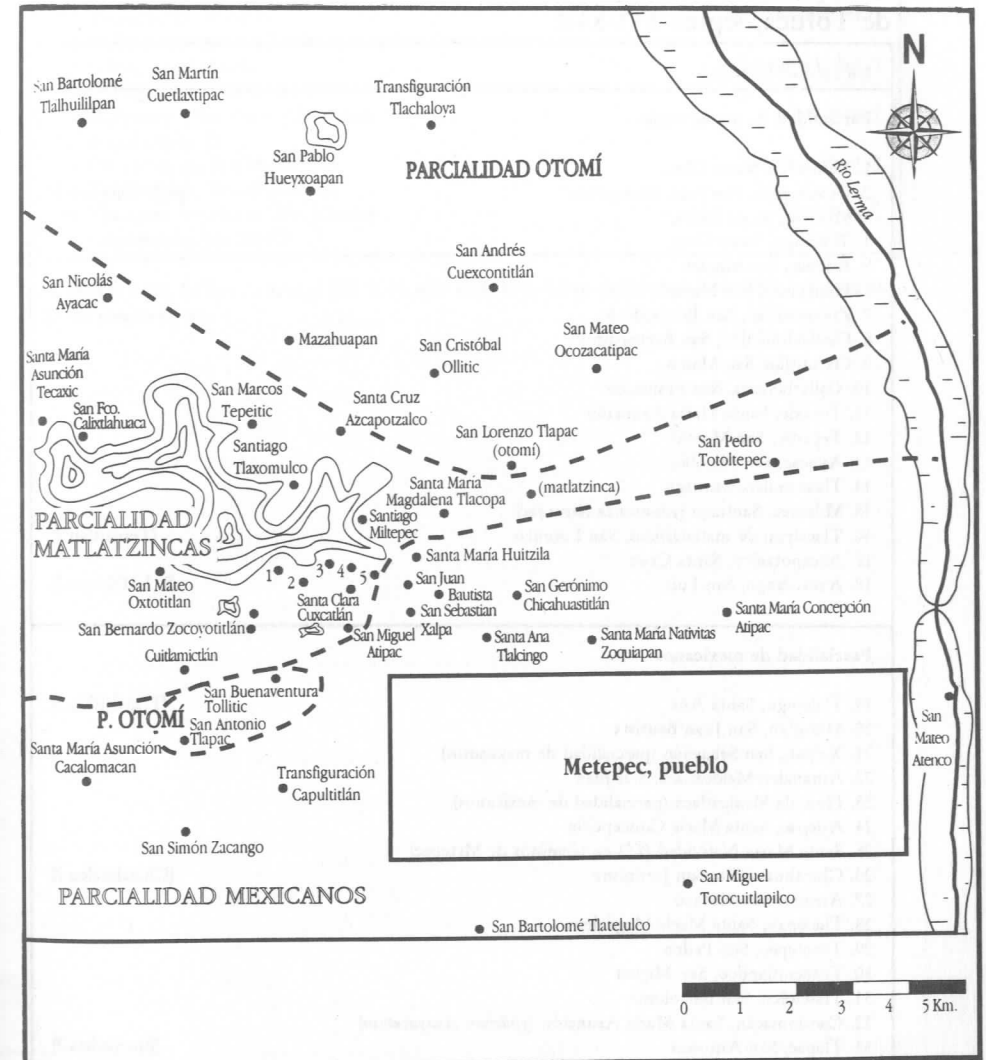 N
San Bartolomé
Tlalhuililpan
San Martín
Cuetlaxtipac
Transfiguración
Tlachaloya
San Pablo
Hueyxoapan
PARCIALIDAD OTOMÍ
Río Lerma
San Andrés
Cuexcontitlán
San Nicolás
Ayacac
Mazahuapan
San Cristóbal
Ollitic
San Mateo
Ocozacatipac
Santa María
Asunción
Tecaxic
San Fco.
Calixtlahuaca
San Marcos
Tepeitic
Santa Cruz
Azcapotzalco
Santiago
Tlaxomulco
San Lorenzo Tlapac
(otomí)
San Pedro
Totoltepec
Santa María
Magdalena Tlacopa
(matlatzinca)
Santiago
Miltepec
PARCIALIDAD
MATLATZINCAS
Santa María Huitzila
San Mateo
Oxtotitlan
1
2
3
4
5
San Juan
Bautista
San Gerónimo
Chicahuastitlán
Santa Clara
Cuxcatlán
San Sebastian
Xalpa
Santa María Concepción
Atipac
San Bernardo Zocoyotitlán
San Miguel
Atipac
Santa Ana
Tlalcingo
Santa María Nativitas
Zoquiapan
Cuitlamictlán
San Buenaventura
Tollitic
P. OTOMÍ
San Antonio
Tlapac
San
Mateo
Atenco
Santa María Asunción
Cacalomacan
Transfiguración
Capultitlán
Metepec, pueblo
San Simón Zacango
San Miguel
Totocuitlapilco
PARCIALIDAD MEXICANOS
San Bartolomé Tlatelulco
0 1 2 3 4 5 Km.